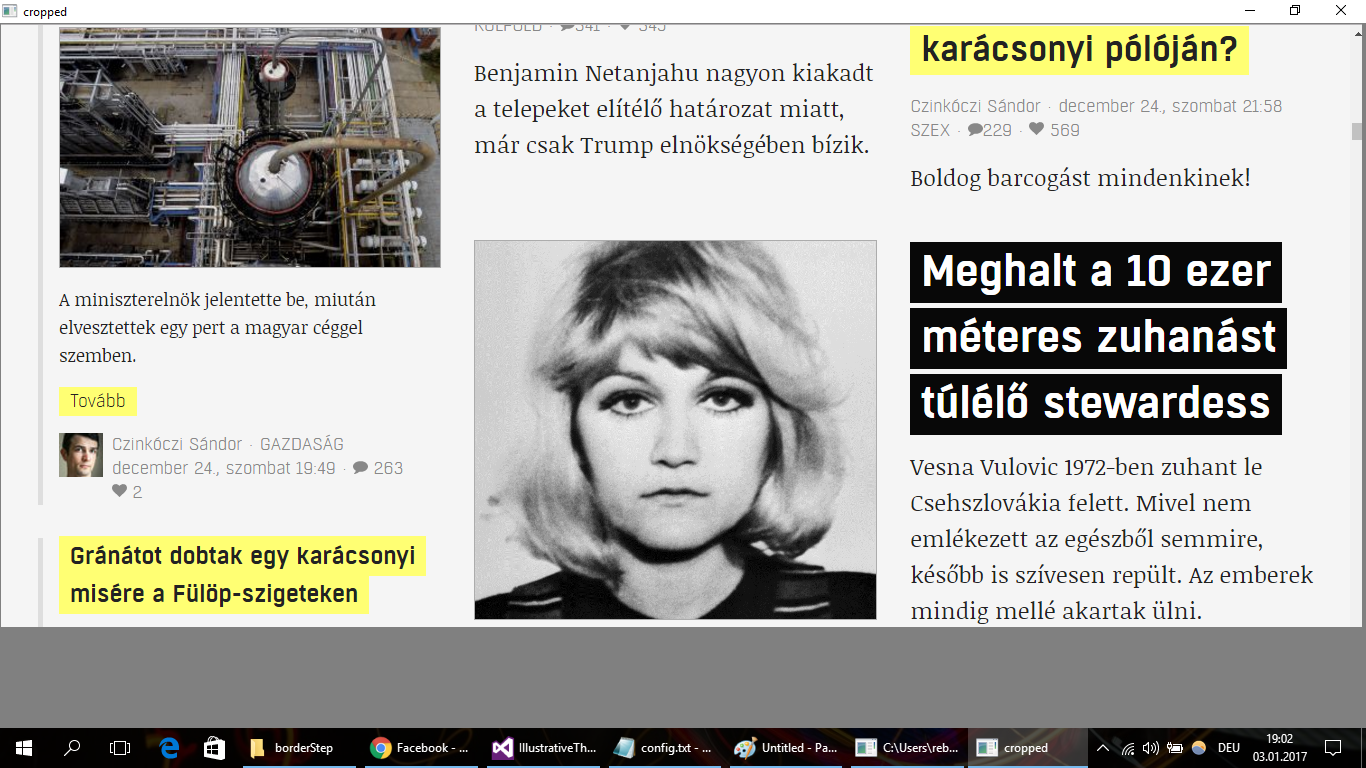 cropped
KÜLFÖLD · 341 · 345
Benjamin Netanjahu nagyon kiakadt
a telepeket elítélő határozat miatt,
már csak Trump elnökségében bízik.
karácsonyi pólóján?
Czinkóczi Sándor · december 24., szombat 21:58
SZEX · 229 · 569
Boldog barcogást mindenkinek!
A miniszterelnök jelentette be, miután
elvesztettek egy pert a magyar céggel
szemben.
Tovább
Czinkóczi Sándor · GAZDASÁG
december 24., szombat 19:49 · 263
2
Gránátot dobtak egy karácsonyi
misére a Fülöp-szigeteken
Meghalt a 10 ezer
méteres zuhanást
túlélő stewardess
Vesna Vulovic 1972-ben zuhant le
Csehszlovákia felett. Mivel nem
emlékezett az egészből semmire,
később is szívesen repült. Az emberek
mindig mellé akartak ülni.
borderStep
Facebook - ...
IllustrativeTh...
config.txt - ...
Untitled - Pa...
C:\Users\reb...
cropped
DEU
19:02
03.01.2017